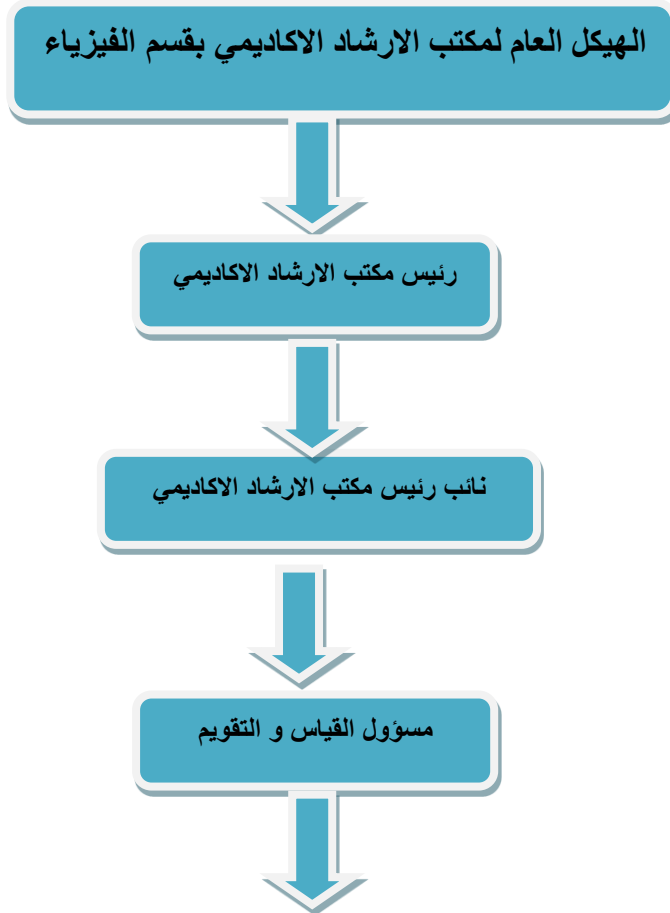 الهيكل العام لمكتب الارشاد الاكاديمي بقسم الفيزياء
رئيس مكتب الارشاد الاكاديمي
نائب رئيس مكتب الارشاد الاكاديمي
مسؤول القياس و التقويم